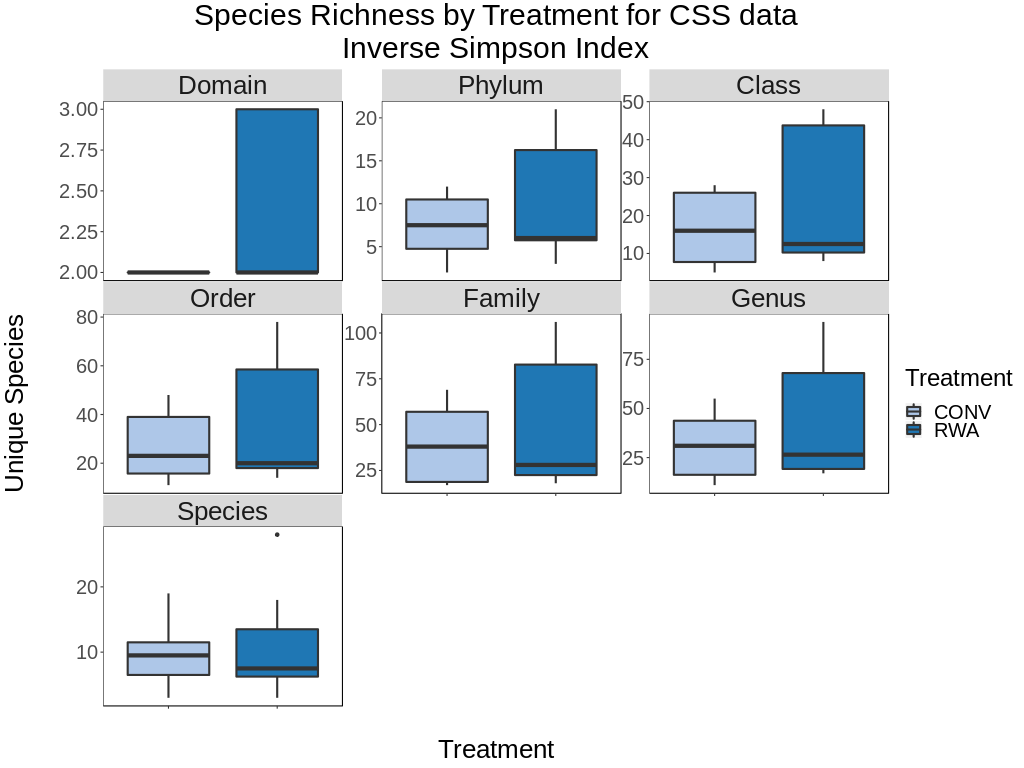 Species Richness by Treatment for CSS data
Inverse Simpson Index
Domain
Phylum
Class
3.00
2.75
2.50
2.25
2.00
20
15
10
5
50
40
30
20
10
Order
Family
Genus
80
60
40
20
100
75
50
25
75
50
25
Species
20
10
Unique Species
Treatment
Treatment
CONV
RWA